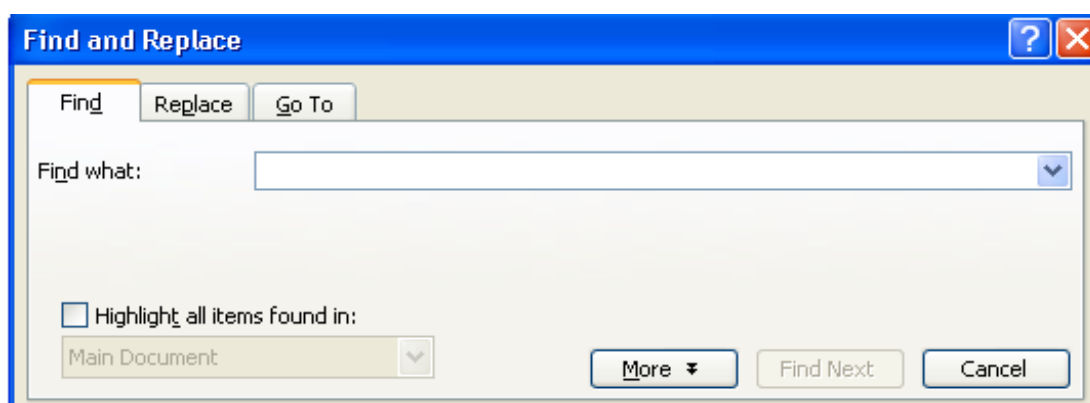 Find and Replace
Find Replace Go To
Find what:
Highlight all items found in:
Main Document
More Find Next Cancel